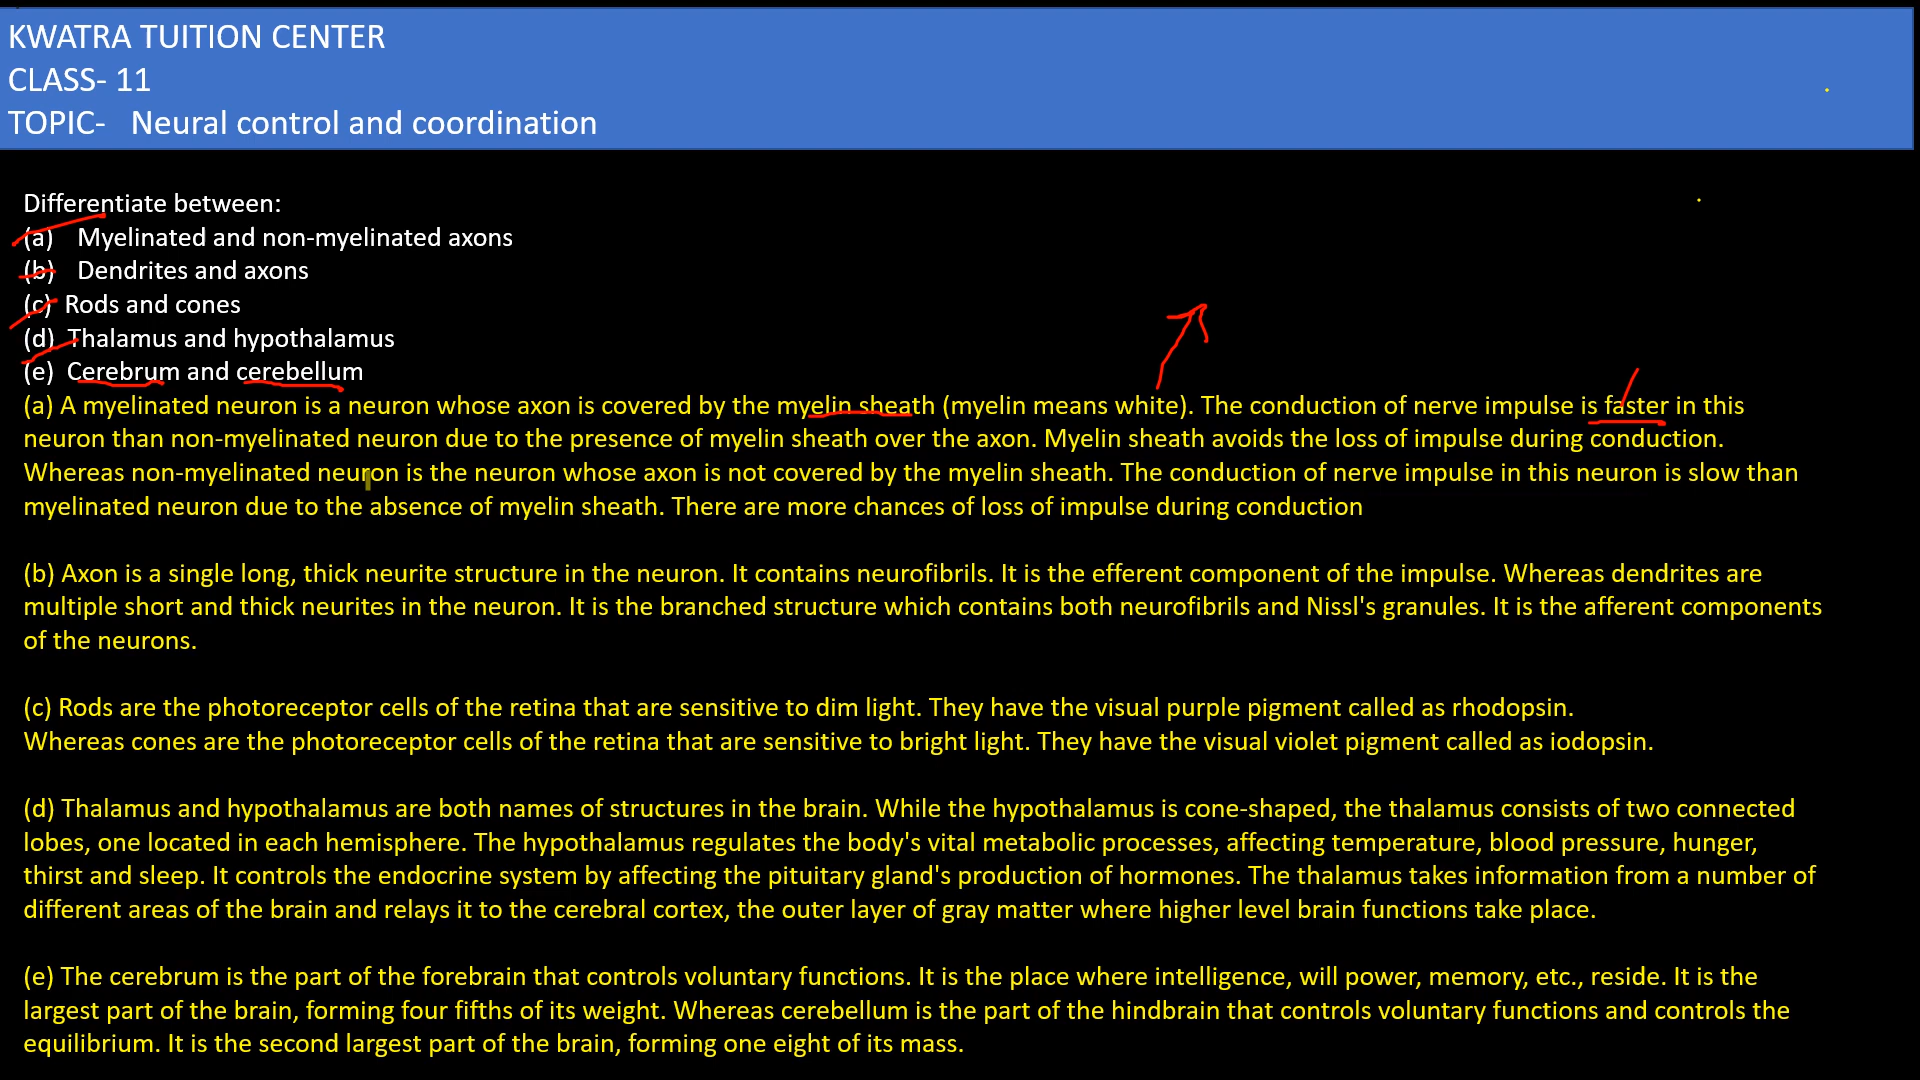 KWATRA TUITION CENTER
CLASS- 11
TOPIC- Neural control and coordination
Differentiate between:
(a) Myelinated and non-myelinated axons
(b) Dendrites and axons
(c) Rods and cones
(d) Thalamus and hypothalamus
(e) Cerebrum and cerebellum
(a) A myelinated neuron is a neuron whose axon is covered by the myelin sheath (myelin means white). The conduction of nerve impulse is faster in this
neuron than non-myelinated neuron due to the presence of myelin sheath over the axon. Myelin sheath avoids the loss of impulse during conduction.
Whereas non-myelinated neuron is the neuron whose axon is not covered by the myelin sheath. The conduction of nerve impulse in this neuron is slow than
myelinated neuron due to the absence of myelin sheath. There are more chances of loss of impulse during conduction
(b) Axon is a single long, thick neurite structure in the neuron. It contains neurofibrils. It is the efferent component of the impulse. Whereas dendrites are
multiple short and thick neurites in the neuron. It is the branched structure which contains both neurofibrils and Nissl's granules. It is the afferent components
of the neurons.
(c) Rods are the photoreceptor cells of the retina that are sensitive to dim light. They have the visual purple pigment called as rhodopsin.
Whereas cones are the photoreceptor cells of the retina that are sensitive to bright light. They have the visual violet pigment called as iodopsin.
(d) Thalamus and hypothalamus are both names of structures in the brain. While the hypothalamus is cone-shaped, the thalamus consists of two connected
lobes, one located in each hemisphere. The hypothalamus regulates the body's vital metabolic processes, affecting temperature, blood pressure, hunger,
thirst and sleep. It controls the endocrine system by affecting the pituitary gland's production of hormones. The thalamus takes information from a number of
different areas of the brain and relays it to the cerebral cortex, the outer layer of gray matter where higher level brain functions take place.
(e) The cerebrum is the part of the forebrain that controls voluntary functions. It is the place where intelligence, will power, memory, etc., reside. It is the
largest part of the brain, forming four fifths of its weight. Whereas cerebellum is the part of the hindbrain that controls voluntary functions and controls the
equilibrium. It is the second largest part of the brain, forming one eight of its mass.